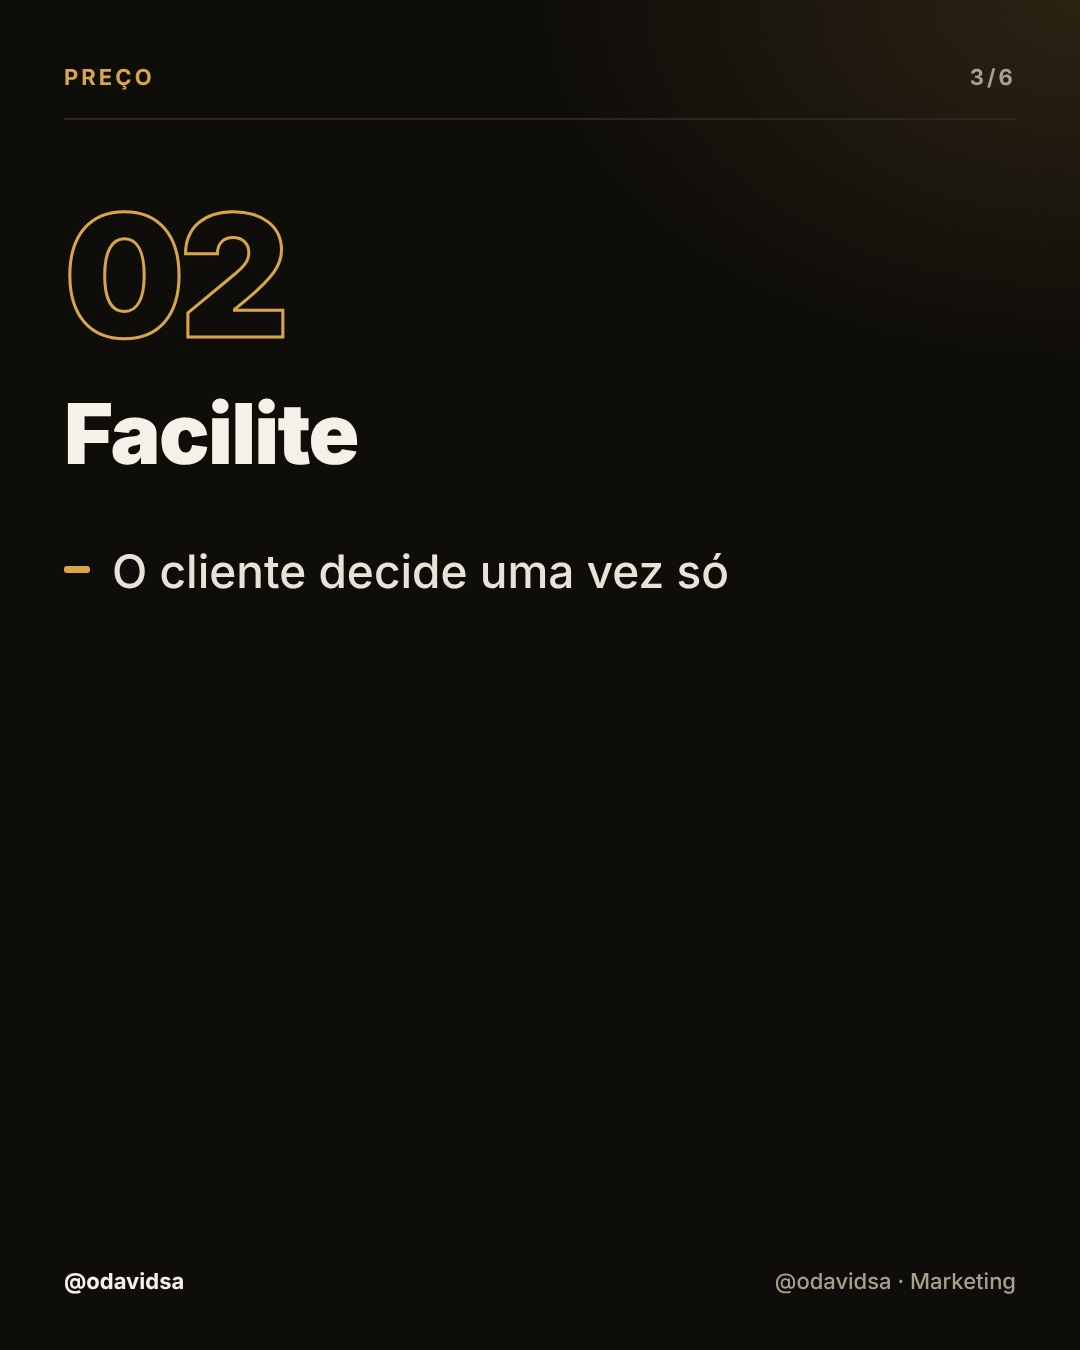 PREÇO
3/6
02
Facilite
O cliente decide uma vez só
@odavidsa
@odavidsa · Marketing